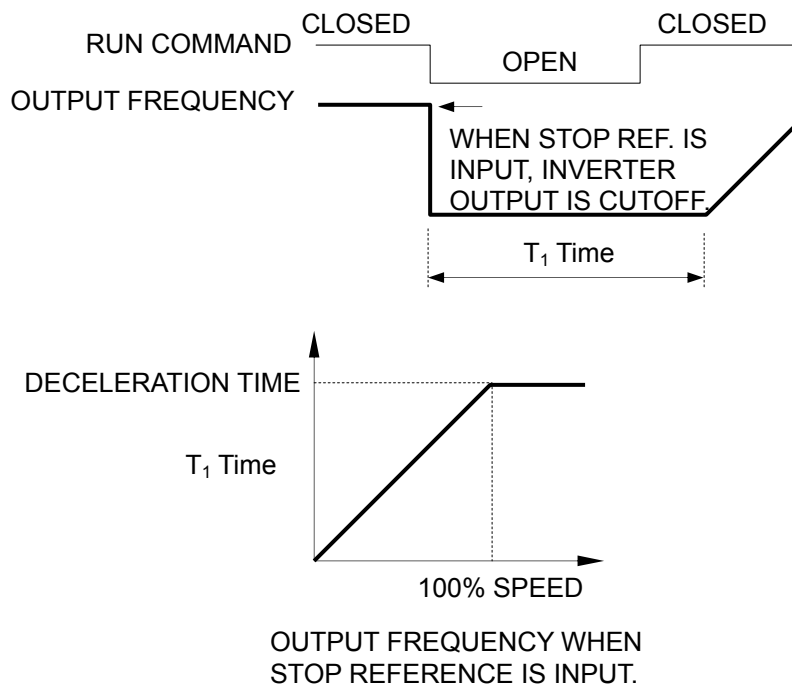 CLOSED
CLOSED
RUN COMMAND
OPEN
OUTPUT FREQUENCY
WHEN STOP REF. IS
INPUT, INVERTER
OUTPUT IS CUTOFF.
T₁ Time
DECELERATION TIME
T₁ Time
100% SPEED
OUTPUT FREQUENCY WHEN
STOP REFERENCE IS INPUT.